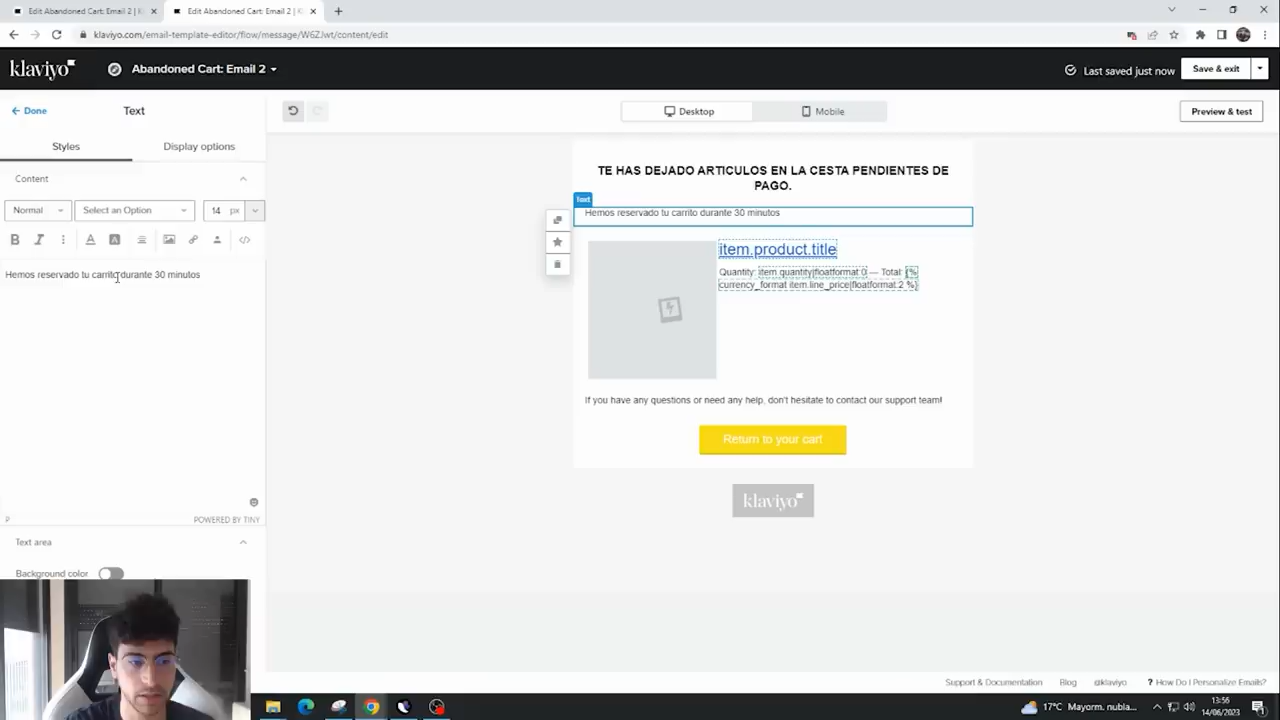 Edit Abandoned Cart: Email 2 | Kl
Edit Abandoned Cart: Email 2 | Kl
klaviyo.com/email-template-editor/flow/message/W6ZJwt/content/edit
klaviyo
Abandoned Cart: Email 2
Last saved just now
Save & exit
Done
Text
Desktop
Mobile
Preview & test
Styles
Display options
Content
Normal
Select an Option
14 px
Hemos reservado tu carrito durante 30 minutos
P
POWERED BY TINY
Text area
Background color
TE HAS DEJADO ARTICULOS EN LA CESTA PENDIENTES DE
PAGO.
Text
Hemos reservado tu carrito durante 30 minutos
item.product.title
Quantity: item.quantity|floatformat:0 — Total: {%
currency_format item.line_price|floatformat:2 %}
If you have any questions or need any help, don't hesitate to contact our support team!
Return to your cart
klaviyo
Support & Documentation
Blog
@klaviyo
? How Do I Personalize Emails?
17°C Mayorm. nubla...
13:56
14/06/2023